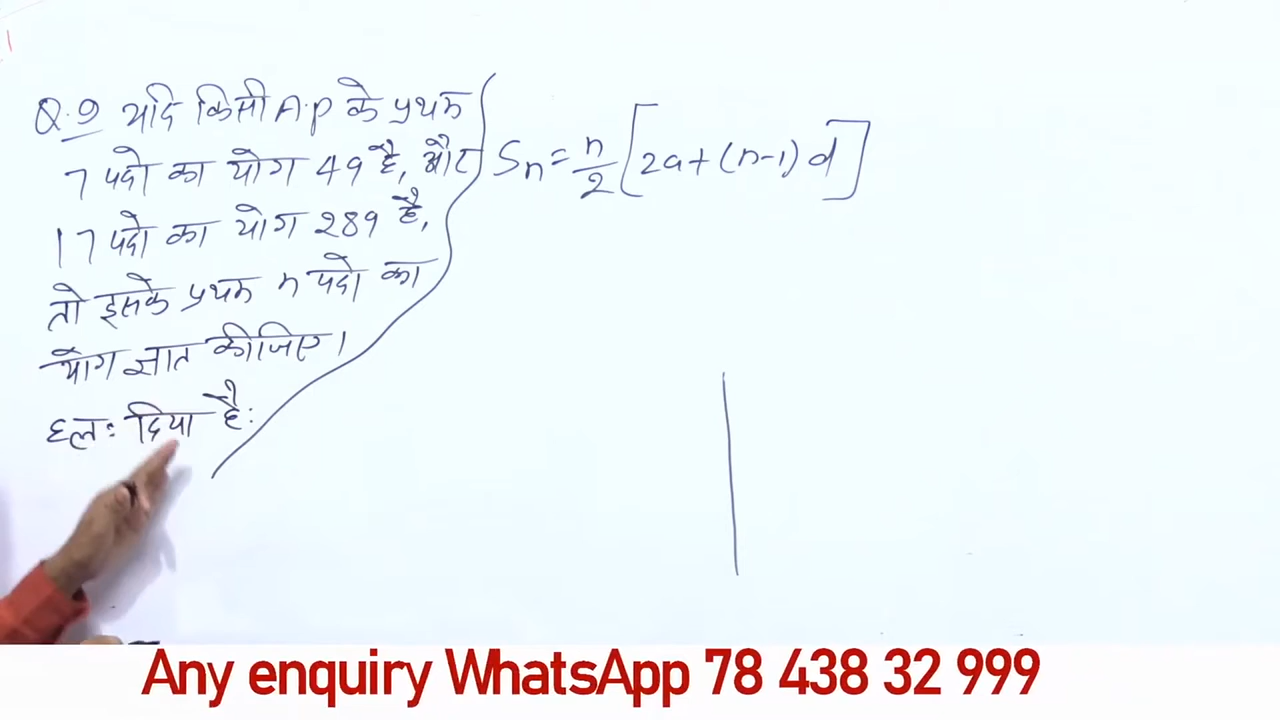 Q.9 यदि किसी A.P के प्रथम
7 पदो का योग 49 है, और
17 पदो का योग 289 है,
तो इसके प्रथम n पदो का
योग ज्ञात कीजिए।
हलः दिया है:
Sn = n/2 [2a+(n-1)d]
Any enquiry WhatsApp 78 438 32 999